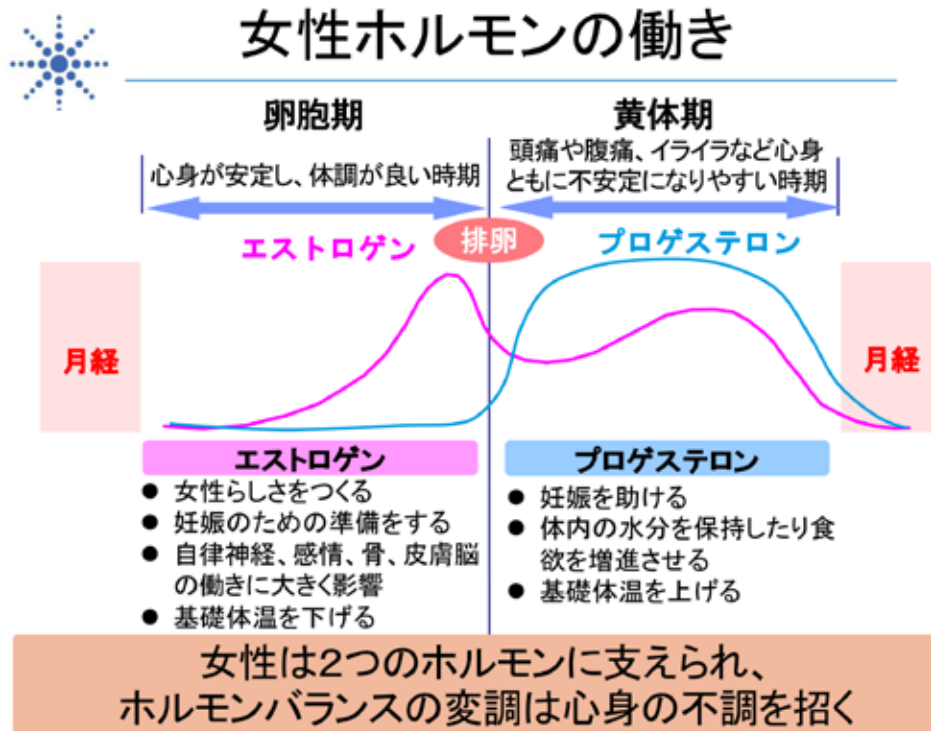 女性ホルモンの働き
卵胞期
黄体期
心身が安定し、体調が良い時期
頭痛や腹痛、イライラなど心身
ともに不安定になりやすい時期
エストロゲン
排卵
プロゲステロン
月経
月経
エストロゲン
● 女性らしさをつくる
● 妊娠のための準備をする
● 自律神経、感情、骨、皮膚脳
の働きに大きく影響
● 基礎体温を下げる
プロゲステロン
● 妊娠を助ける
● 体内の水分を保持したり食
欲を増進させる
● 基礎体温を上げる
女性は2つのホルモンに支えられ、
ホルモンバランスの変調は心身の不調を招く